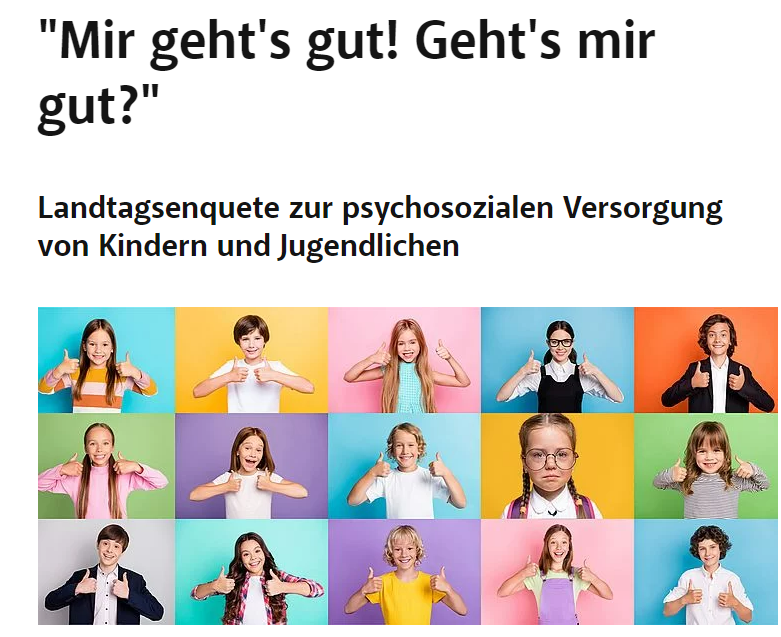 "Mir geht's gut! Geht's mir
gut?"
Landtagsenquete zur psychosozialen Versorgung
von Kindern und Jugendlichen